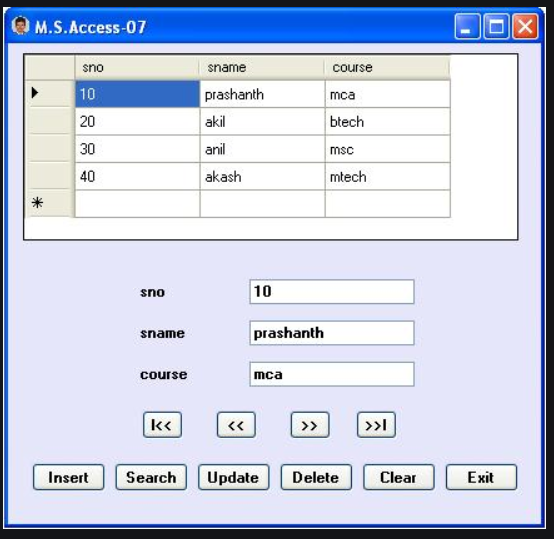 M.S.Access-07
sno sname course
10 prashanth mca
20 akil btech
30 anil msc
40 akash mtech
*
sno 10
sname prashanth
course mca
I<< << >> >>I
Insert Search Update Delete Clear Exit